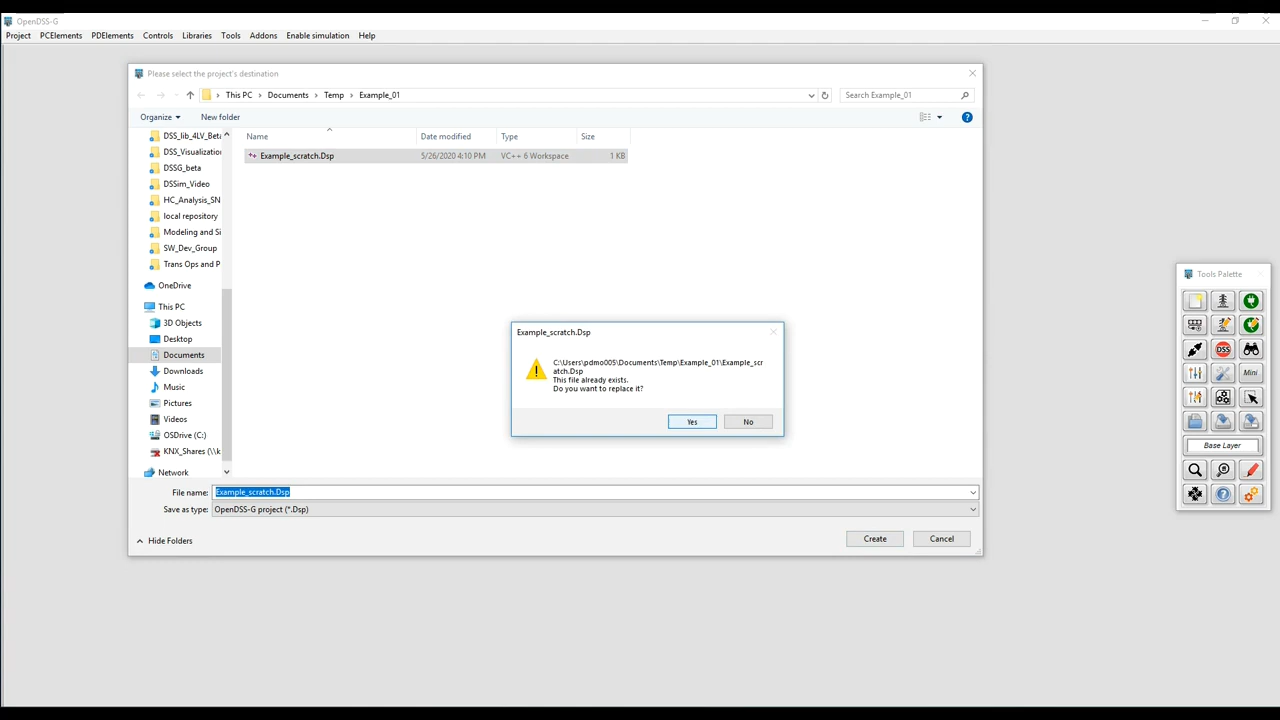 OpenDSS-G
Project PCElements PDElements Controls Libraries Tools Addons Enable simulation Help
Please select the project's destination
This PC > Documents > Temp > Example_01
Search Example_01
Organize
New folder
Name
Date modified
Type
Size
DSS_lib_4LV_Beta
DSS_Visualization
DSSG_beta
DSSim_Video
HC_Analysis_SN
local repository
Modeling and Si
SW_Dev_Group
Trans Ops and P
OneDrive
This PC
3D Objects
Desktop
Documents
Downloads
Music
Pictures
Videos
OSDrive (C:)
KNX_Shares (\\k
Network
Example_scratch.Dsp 5/26/2020 4:10 PM VC++ 6 Workspace 1 KB
Example_scratch.Dsp
C:\Users\pdmo005\Documents\Temp\Example_01\Example_scr
atch.Dsp
This file already exists.
Do you want to replace it?
Yes
No
File name: Example_scratch.Dsp
Save as type: OpenDSS-G project (*.Dsp)
Hide Folders
Create
Cancel
Tools Palette
DSS
Mini
Base Layer